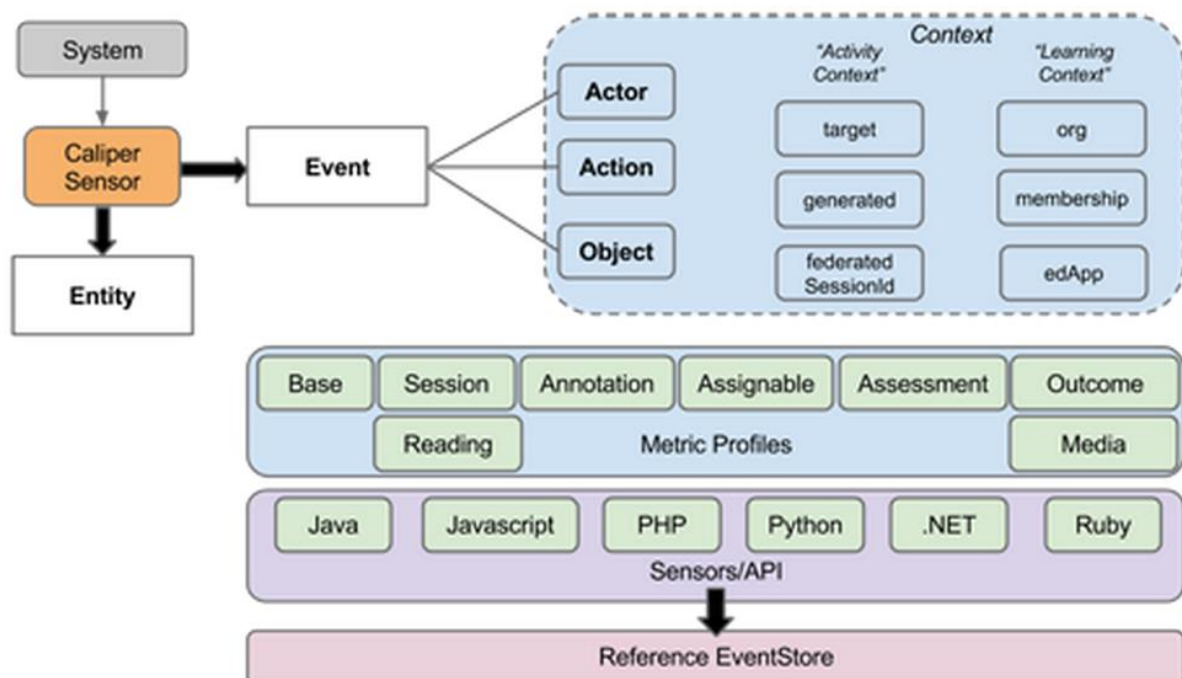 System
Caliper
Sensor
Entity
Event
Context
Actor
Action
Object
"Activity
Context"
target
generated
federated
SessionId
"Learning
Context"
org
membership
edApp
Base
Session
Annotation
Assignable
Assessment
Outcome
Reading
Metric Profiles
Media
Java
Javascript
PHP
Python
.NET
Ruby
Sensors/API
Reference EventStore